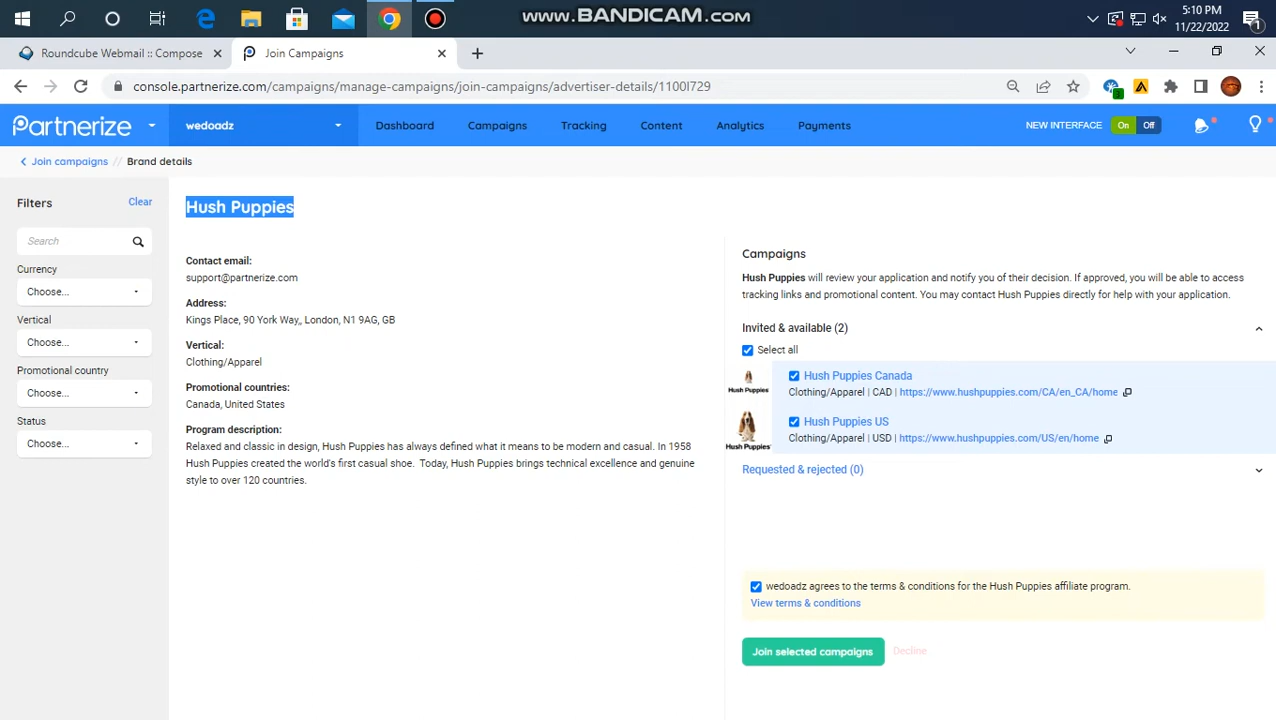 www.BANDICAM.com
5:10 PM
11/22/2022
1
Roundcube Webmail :: Compose
Join Campaigns
console.partnerize.com/campaigns/manage-campaigns/join-campaigns/advertiser-details/1100l729
Partnerize
wedoadz
Dashboard
Campaigns
Tracking
Content
Analytics
Payments
NEW INTERFACE
On
Off
Join campaigns // Brand details
Filters
Clear
Search
Currency
Choose...
Vertical
Choose...
Promotional country
Choose...
Status
Choose...
Hush Puppies
Contact email:
support@partnerize.com
Address:
Kings Place, 90 York Way,, London, N1 9AG, GB
Vertical:
Clothing/Apparel
Promotional countries:
Canada, United States
Program description:
Relaxed and classic in design, Hush Puppies has always defined what it means to be modern and casual. In 1958
Hush Puppies created the world's first casual shoe. Today, Hush Puppies brings technical excellence and genuine
style to over 120 countries.
Campaigns
Hush Puppies will review your application and notify you of their decision. If approved, you will be able to access
tracking links and promotional content. You may contact Hush Puppies directly for help with your application.
Invited & available (2)
Select all
Hush Puppies
Hush Puppies Canada
Clothing/Apparel | CAD | https://www.hushpuppies.com/CA/en_CA/home
Hush Puppies
Hush Puppies US
Clothing/Apparel | USD | https://www.hushpuppies.com/US/en/home
Requested & rejected (0)
wedoadz agrees to the terms & conditions for the Hush Puppies affiliate program.
View terms & conditions
Join selected campaigns
Decline